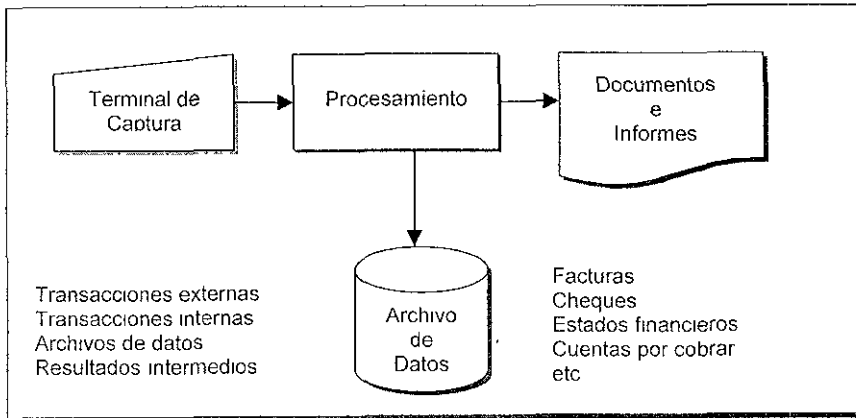 Terminal de
Captura
Procesamiento
Documentos
e
Informes
Transacciones externas
Transacciones internas
Archivos de datos
Resultados intermedios
Archivo
de
Datos
Facturas
Cheques
Estados financieros
Cuentas por cobrar
etc